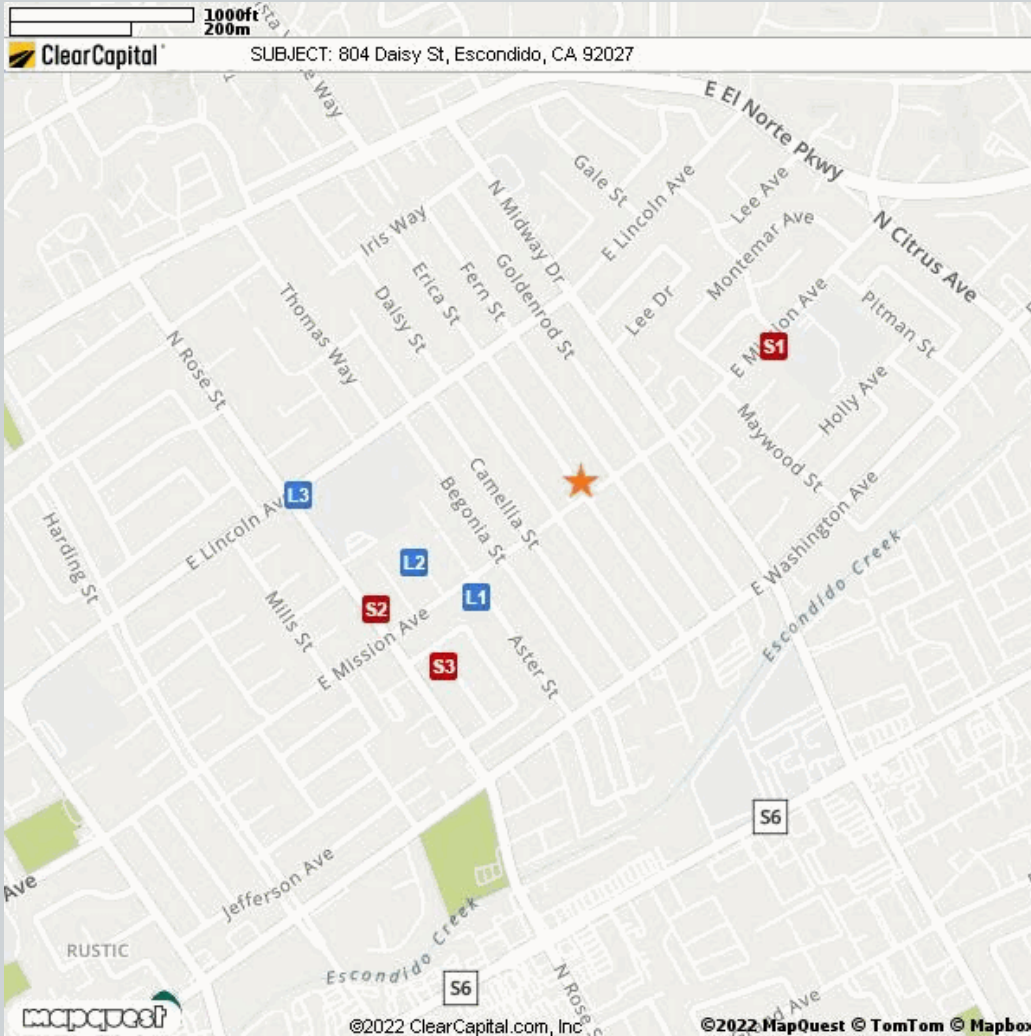 1000ft
200m
ClearCapital
SUBJECT: 804 Daisy St, Escondido, CA 92027
E El Norte Pkwy
Gale St
E Lincoln Ave
Lee Ave
N Midway Dr
Montemar Ave
N Citrus Ave
Iris Way
Erica St
Fern St
Goldenrod St
Daisy St
Thomas Way
Lee Dr
E Mission Ave
Pitman St
N Rose St
S1
Holly Ave
Maywood St
Camellia St
Begonia St
L3
E Lincoln Av
E Washington Ave
Harding St
L2
Escondido Creek
L1
S2
Mills St
E Mission Ave
S3
Aster St
S6
Jefferson Ave
Ave
RUSTIC
Escondido Creek
S6
N Rose S
mapquest
©2022 ClearCapital.com, Inc
©2022 MapQuest © TomTom © Mapbox